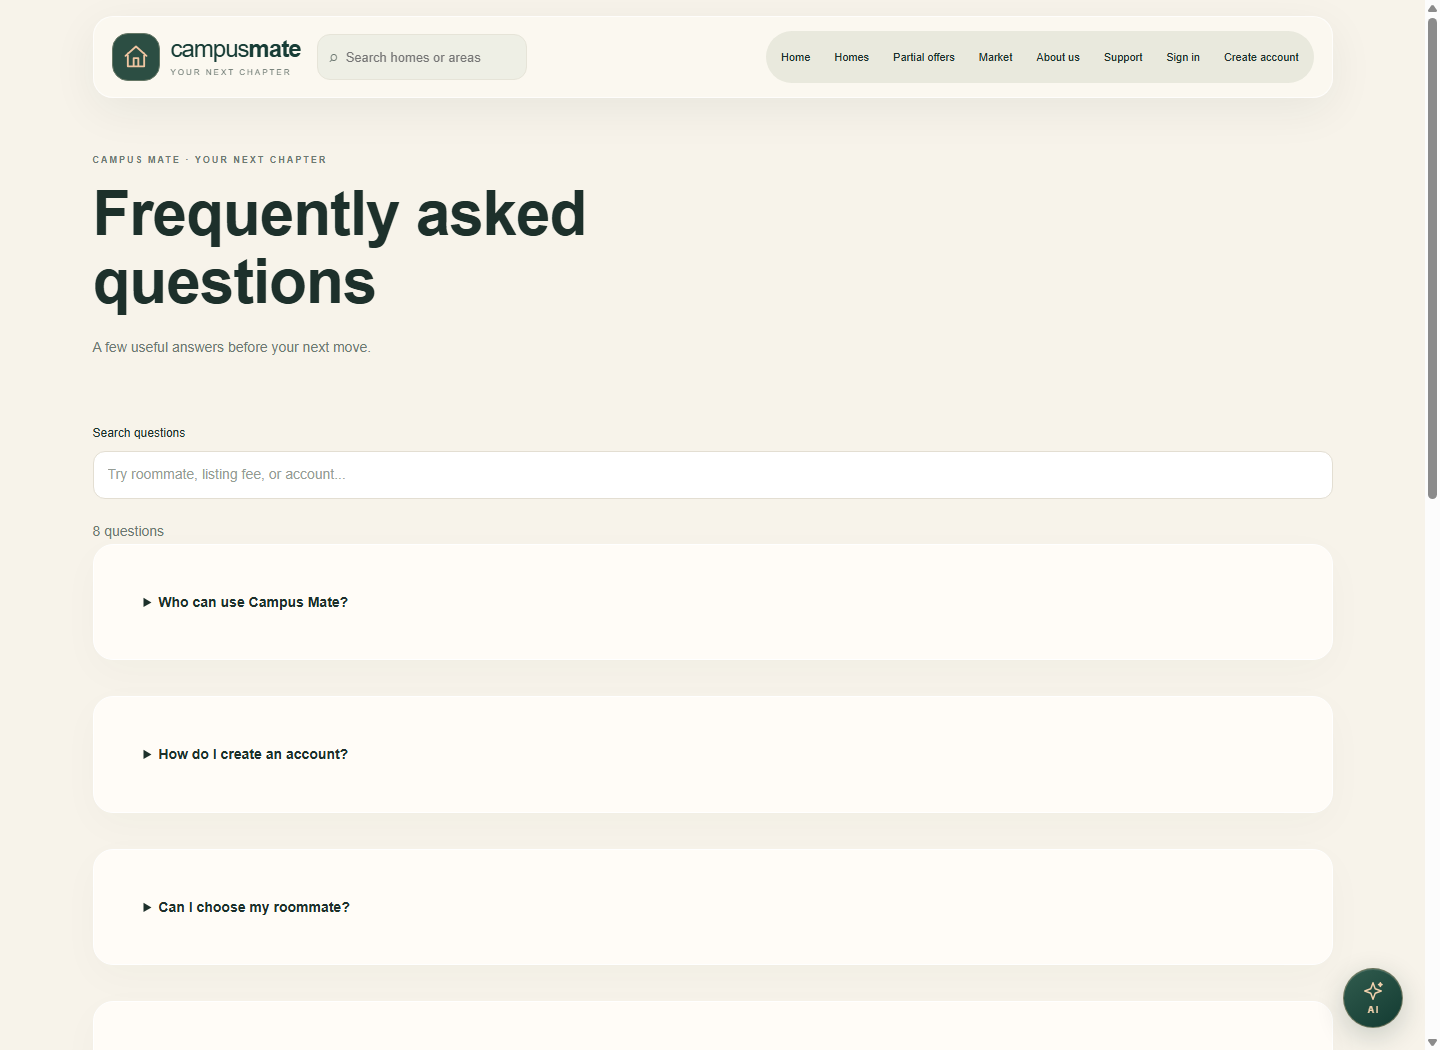 campusmate
YOUR NEXT CHAPTER
Search homes or areas
Home
Homes
Partial offers
Market
About us
Support
Sign in
Create account
CAMPUS MATE · YOUR NEXT CHAPTER
Frequently asked
questions
A few useful answers before your next move.
Search questions
Try roommate, listing fee, or account...
8 questions
Who can use Campus Mate?
How do I create an account?
Can I choose my roommate?
AI